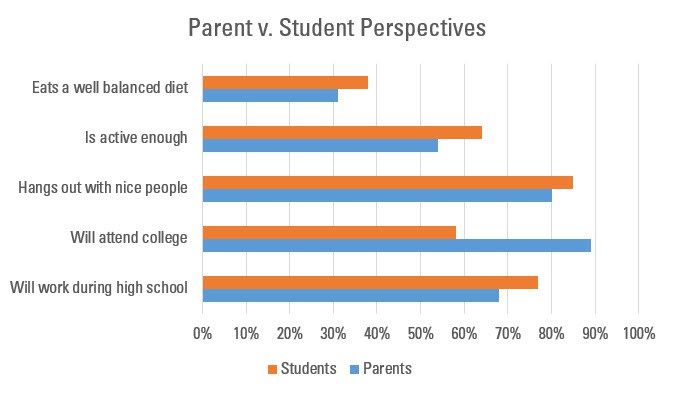 Parent v. Student Perspectives
Eats a well balanced diet
Is active enough
Hangs out with nice people
Will attend college
Will work during high school
0% 10% 20% 30% 40% 50% 60% 70% 80% 90% 100%
Students Parents